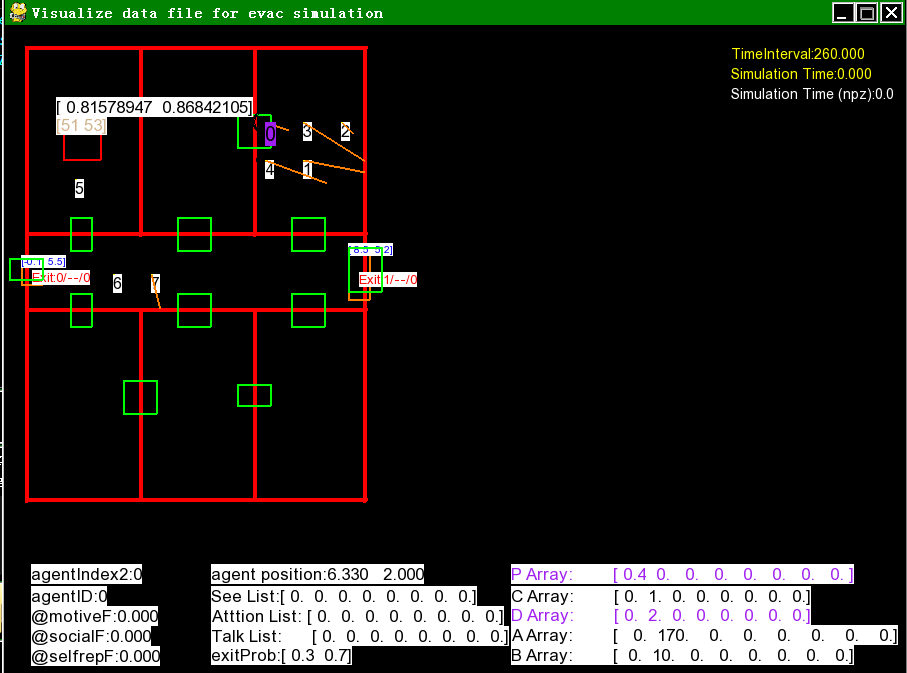 Visualize data file for evac simulation
TimeInterval:260.000
Simulation Time:0.000
Simulation Time (npz):0.0
[ 0.81578947 0.86842105]
[51 53]
0
3
2
4
1
5
[ 8.5 5.2]
[-0.1 5.5]
Exit:0/--/0
Exit:1/--/0
6
7
agentIndex2:0
agentID:0
@motiveF:0.000
@socialF:0.000
@selfrepF:0.000
agent position:6.330 2.000
See List:[ 0. 0. 0. 0. 0. 0. 0. 0.]
Atttion List: [ 0. 0. 0. 0. 0. 0. 0. 0.]
Talk List: [ 0. 0. 0. 0. 0. 0. 0. 0.]
exitProb:[ 0.3 0.7]
P Array: [ 0.4 0. 0. 0. 0. 0. 0. 0. ]
C Array: [ 0. 1. 0. 0. 0. 0. 0. 0.]
D Array: [ 0. 2. 0. 0. 0. 0. 0. 0.]
A Array: [ 0. 170. 0. 0. 0. 0. 0. 0.]
B Array: [ 0. 10. 0. 0. 0. 0. 0. 0.]